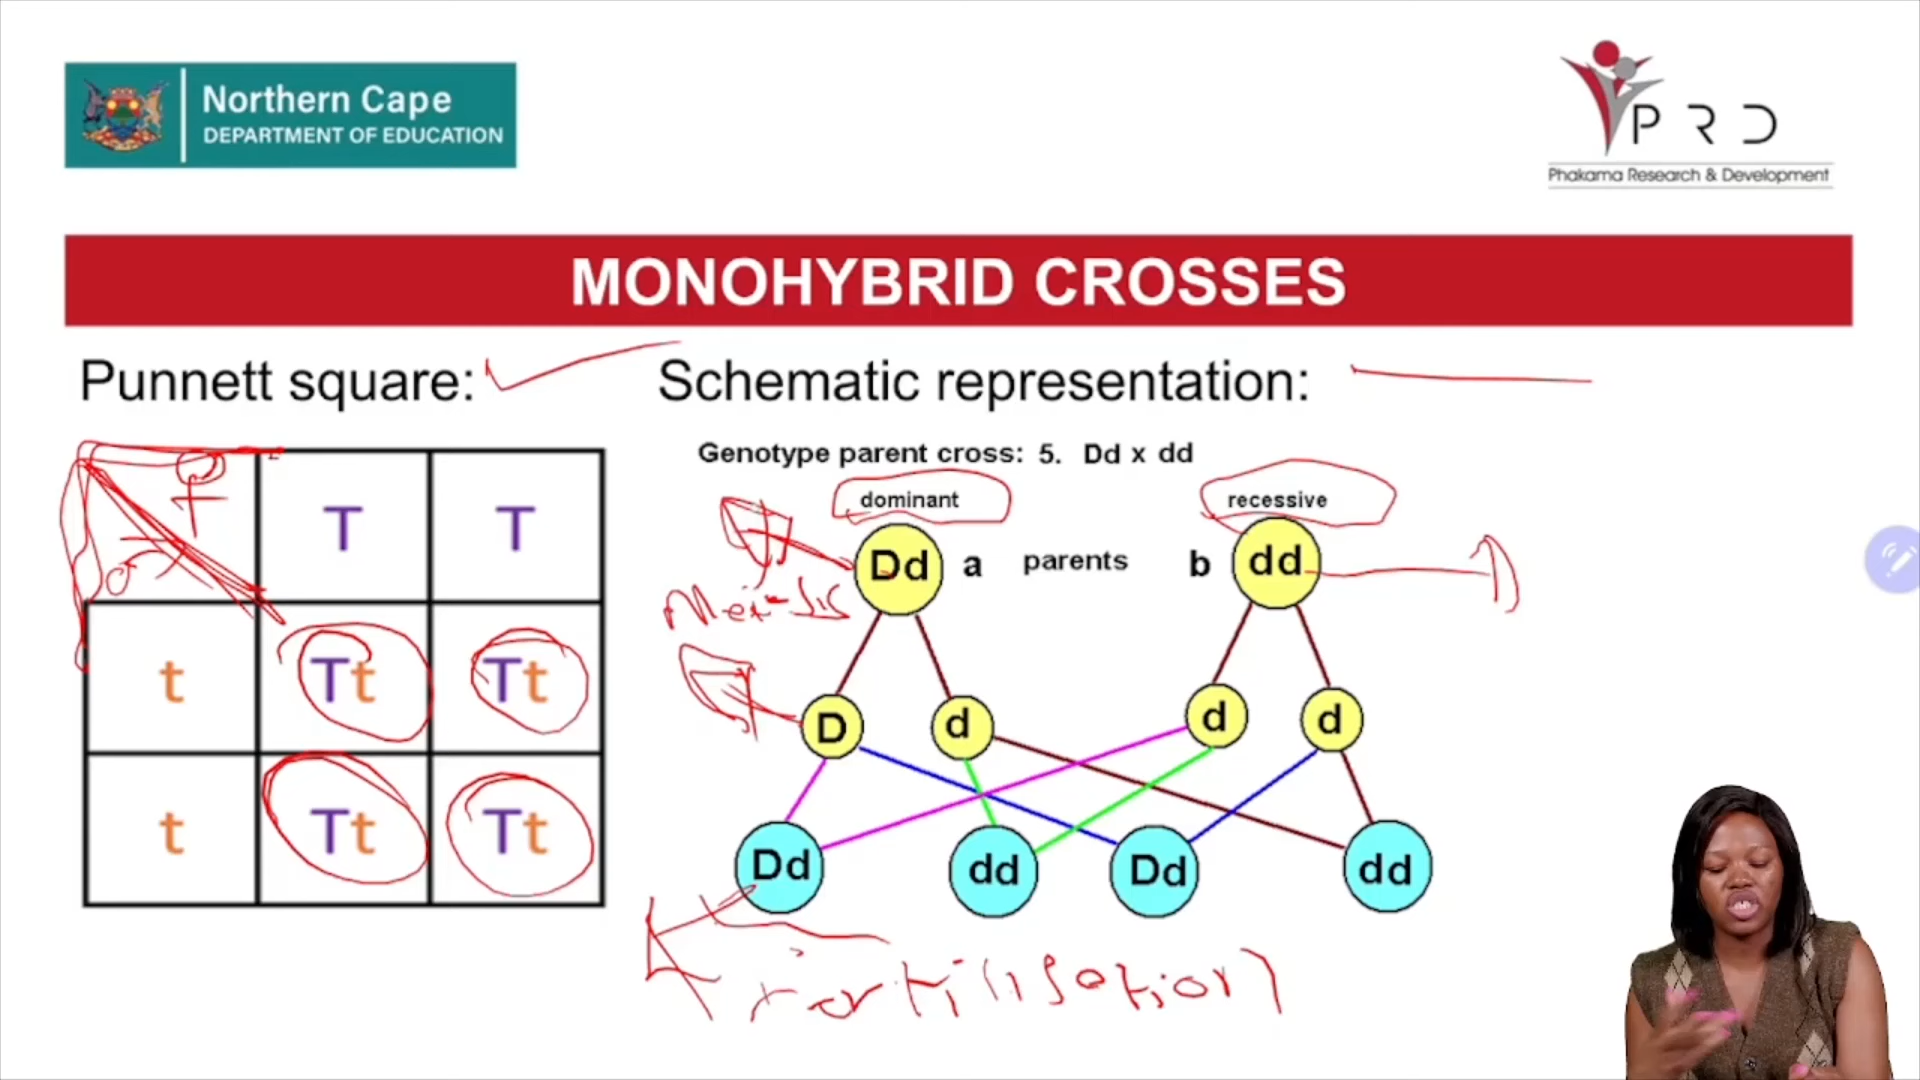 Northern Cape
DEPARTMENT OF EDUCATION
PRD
Phakama Research & Development
MONOHYBRID CROSSES
Punnett square:
Schematic representation:
♀
♂
T T
t Tt Tt
t Tt Tt
Genotype parent cross: 5. Dd x dd
dominant recessive
Dd a parents b dd
Meiosis
D d d d
Dd dd Dd dd
Fertilisation